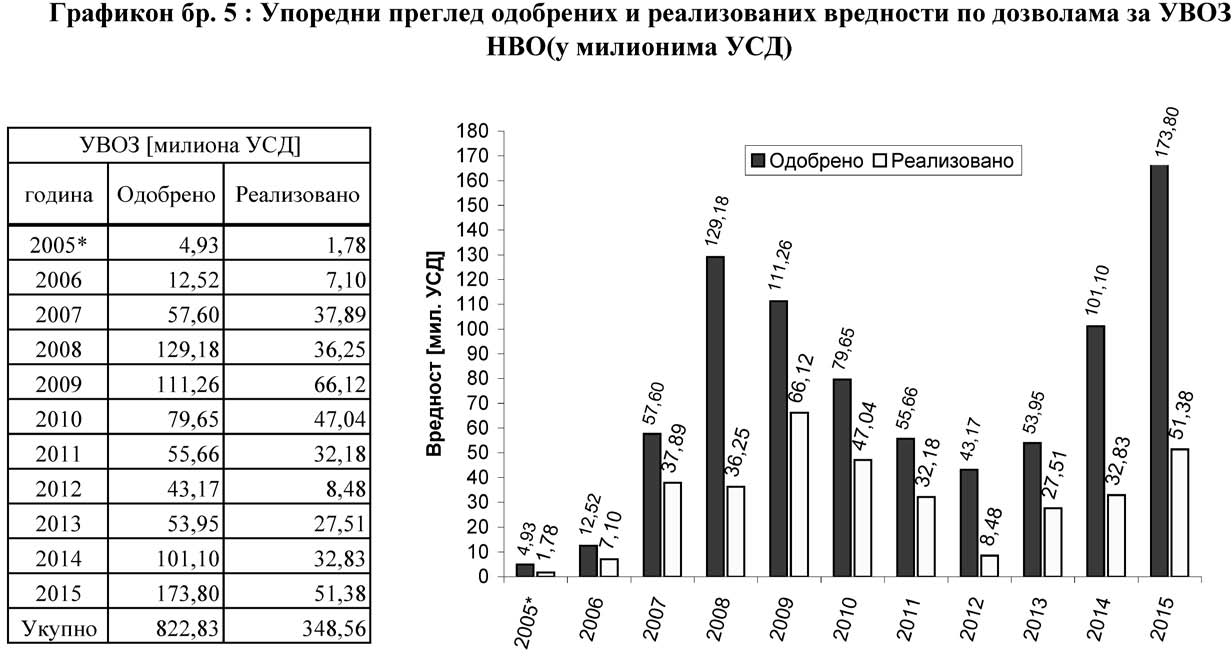 Графикон бр. 5 : Упоредни преглед одобрених и реализованих вредности по дозволама за УВОЗ
НВО(у милионима УСД)
УВОЗ [милиона УСД]
година Одобрено Реализовано
2005* 4,93 1,78
2006 12,52 7,10
2007 57,60 37,89
2008 129,18 36,25
2009 111,26 66,12
2010 79,65 47,04
2011 55,66 32,18
2012 43,17 8,48
2013 53,95 27,51
2014 101,10 32,83
2015 173,80 51,38
Укупно 822,83 348,56
Вредност [мил. УСД]
180
170
160
150
140
130
120
110
100
90
80
70
60
50
40
30
20
10
0
Одобрено Реализовано
4,93
1,78
12,52
7,10
57,60
37,89
129,18
36,25
111,26
66,12
79,65
47,04
55,66
32,18
43,17
8,48
53,95
27,51
101,10
32,83
173,80
51,38
2005*
2006
2007
2008
2009
2010
2011
2012
2013
2014
2015